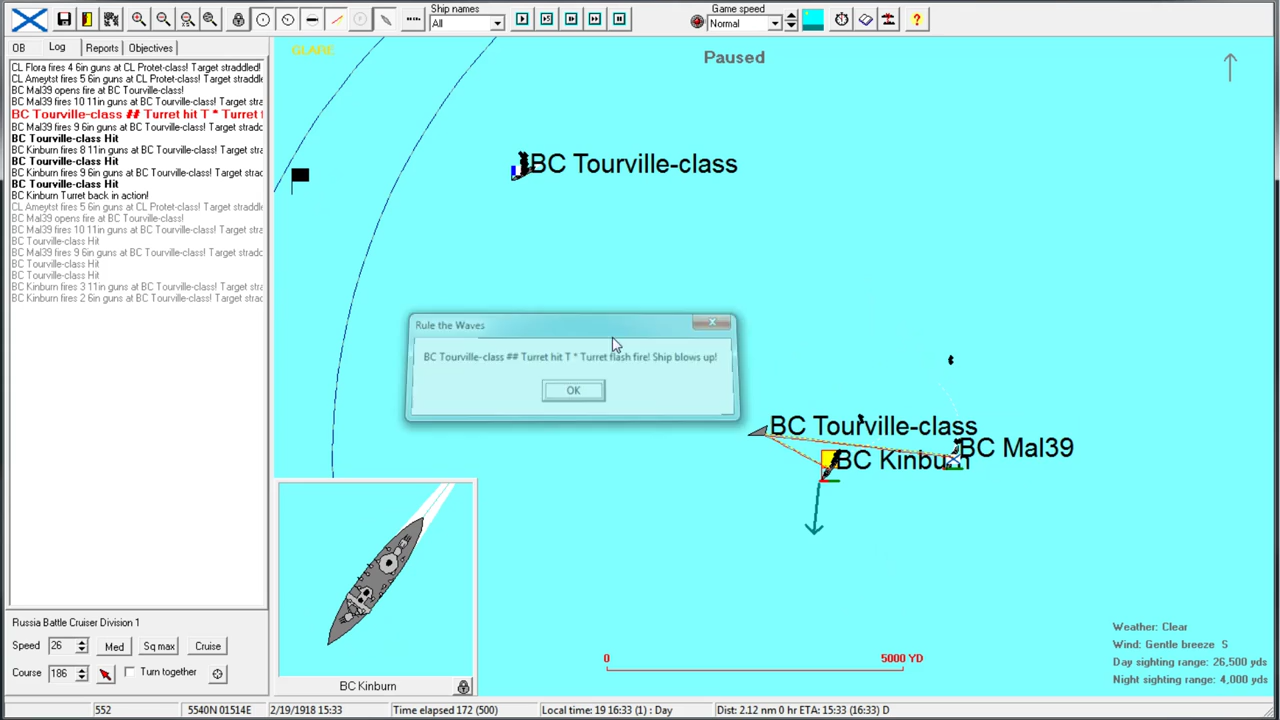 Ship names
All
Game speed
Normal
OB
Log
Reports
Objectives
GLARE
Paused
CL Flora fires 4 6in guns at CL Protet-class! Target straddled!
CL Ametyst fires 5 6in guns at CL Protet-class! Target straddle
BC Mal39 opens fire at BC Tourville-class!
BC Mal39 fires 10 11in guns at BC Tourville-class! Target stra
BC Tourville-class ## Turret hit T * Turret f
BC Mal39 fires 9 6in guns at BC Tourville-class! Target stradd
BC Tourville-class Hit
BC Kinburn fires 8 11in guns at BC Tourville-class! Target stra
BC Tourville-class Hit
BC Kinburn fires 9 6in guns at BC Tourville-class! Target strad
BC Tourville-class Hit
BC Kinburn Turret back in action!
CL Ametyst fires 5 6in guns at CL Protet-class! Target straddle
BC Mal39 opens fire at BC Tourville-class!
BC Mal39 fires 10 11in guns at BC Tourville-class! Target stra
BC Tourville-class Hit
BC Mal39 fires 9 6in guns at BC Tourville-class! Target stradd
BC Tourville-class Hit
BC Tourville-class Hit
BC Kinburn fires 3 11in guns at BC Tourville-class! Target stra
BC Kinburn fires 2 6in guns at BC Tourville-class! Target strad
BC Tourville-class
Rule the Waves
BC Tourville-class ## Turret hit T * Turret flash fire! Ship blows up!
OK
BC Tourville-class
BC Mal39
BC Kinburn
Russia Battle Cruiser Division 1
Speed 26 Med Sq max Cruise
Course 186 Turn together
BC Kinburn
0 5000 YD
Weather: Clear
Wind: Gentle breeze S
Day sighting range: 26,500 yds
Night sighting range: 4,000 yds
552
5540N 01514E
2/19/1918 15:33
Time elapsed 172 (500)
Local time: 19 16:33 (1) : Day
Dist: 2.12 nm 0 hr ETA: 15:33 (16:33) D